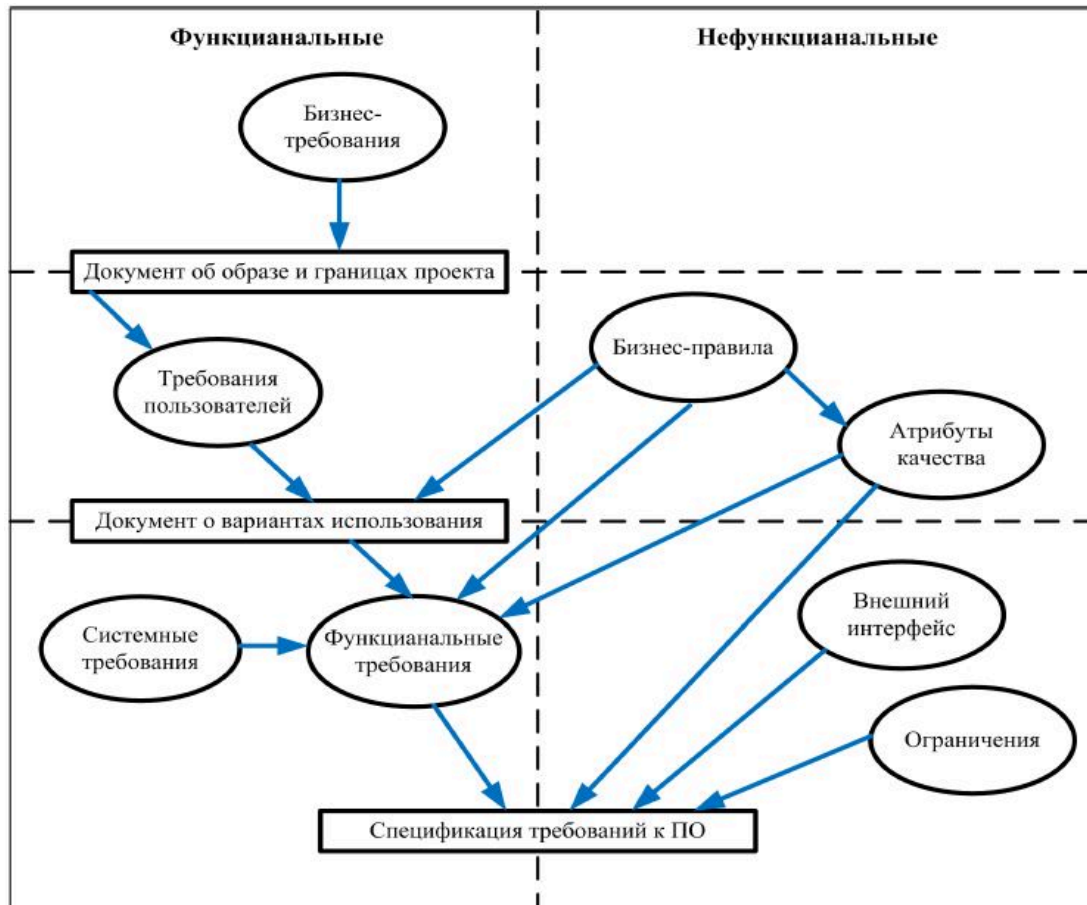 Функцианальные
Нефункцианальные
Бизнес-
требования
Документ об образе и границах проекта
Бизнес-правила
Требования
пользователей
Атрибуты
качества
Документ о вариантах использования
Внешний
интерфейс
Системные
требования
Функцианальные
требования
Ограничения
Спецификация требований к ПО